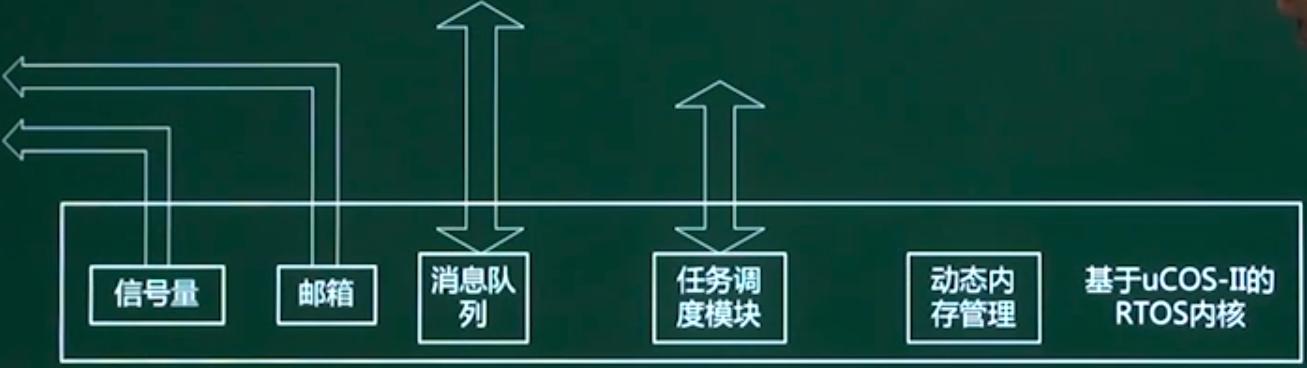 信号量
邮箱
消息队
列
任务调
度模块
动态内
存管理
基于uCOS-II的
RTOS内核